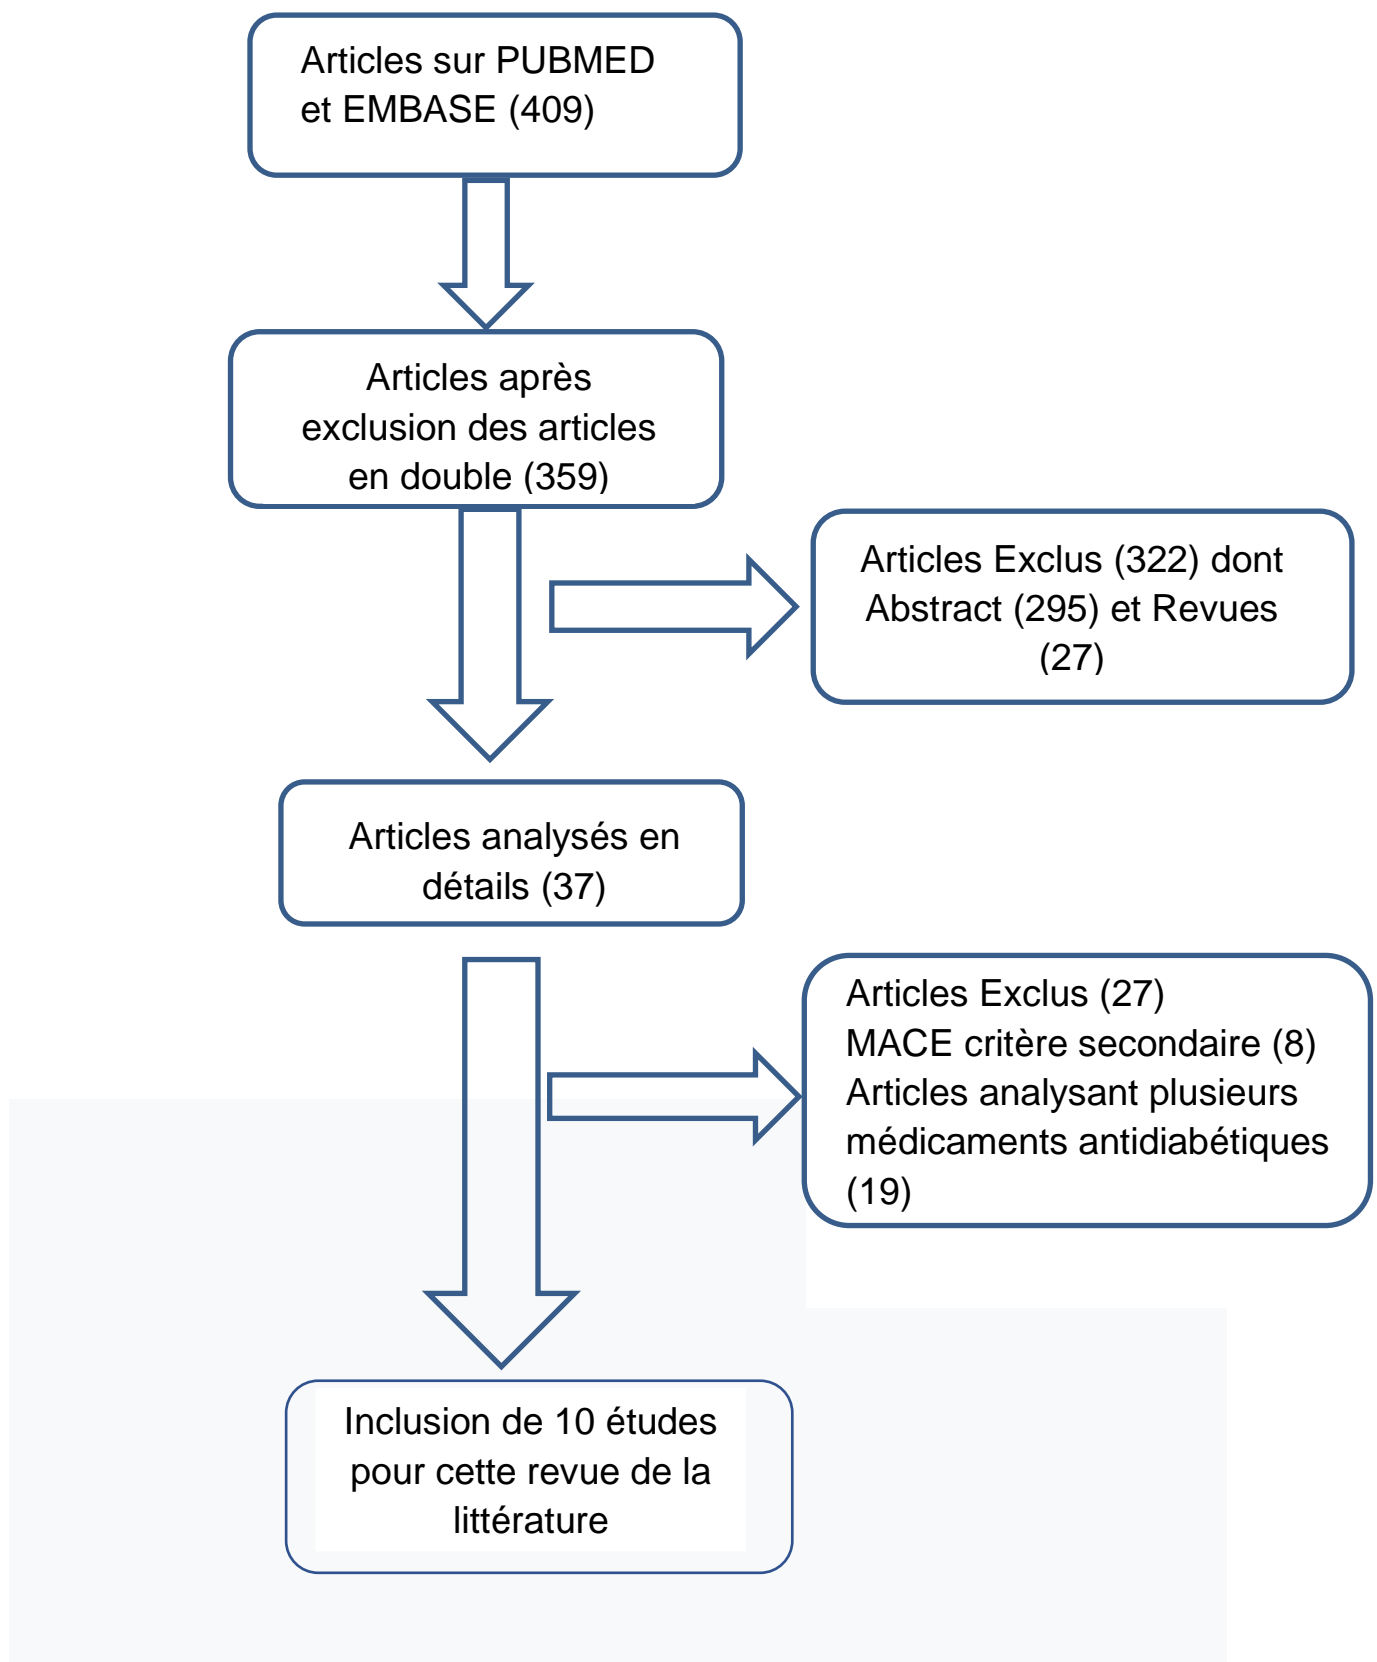 Articles sur PUBMED
et EMBASE (409)
Articles après
exclusion des articles
en double (359)
Articles Exclus (322) dont
Abstract (295) et Revues
(27)
Articles analysés en
détails (37)
Articles Exclus (27)
MACE critère secondaire (8)
Articles analysant plusieurs
médicaments antidiabétiques
(19)
Inclusion de 10 études
pour cette revue de la
littérature